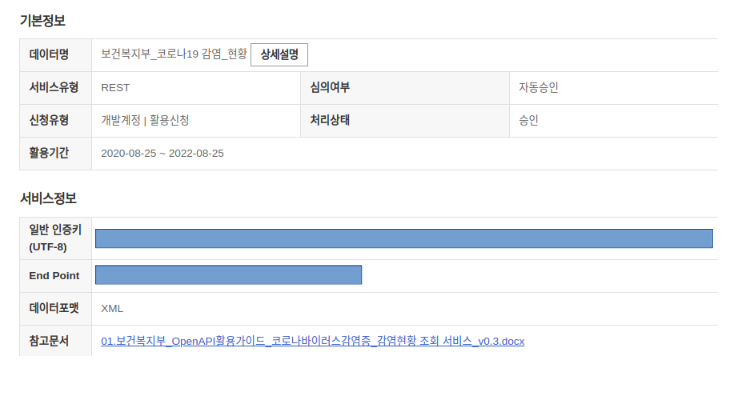 기본정보
데이터명 보건복지부_코로나19 감염_현황 상세설명
서비스유형 REST 심의여부 자동승인
신청유형 개발계정 | 활용신청 처리상태 승인
활용기간 2020-08-25 ~ 2022-08-25
서비스정보
일반 인증키
(UTF-8)
End Point
데이터포맷 XML
참고문서 01.보건복지부_OpenAPI활용가이드_코로나바이러스감염증_감염현황 조회 서비스_v0.3.docx